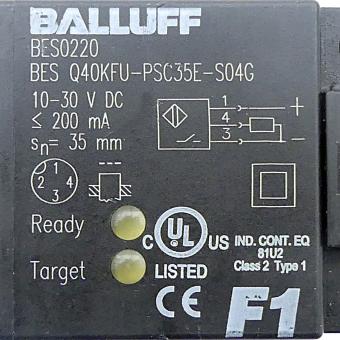 BALLUFF
BES0220
BES Q40KFU-PSC35E-S04G
10-30 V DC
≤ 200 mA
sn= 35 mm
1 +
4
3 -
1 2 3 4
Ready
Target
C UL US
LISTED
IND. CONT. EQ
81U2
Class 2 Type 1
CE
F1